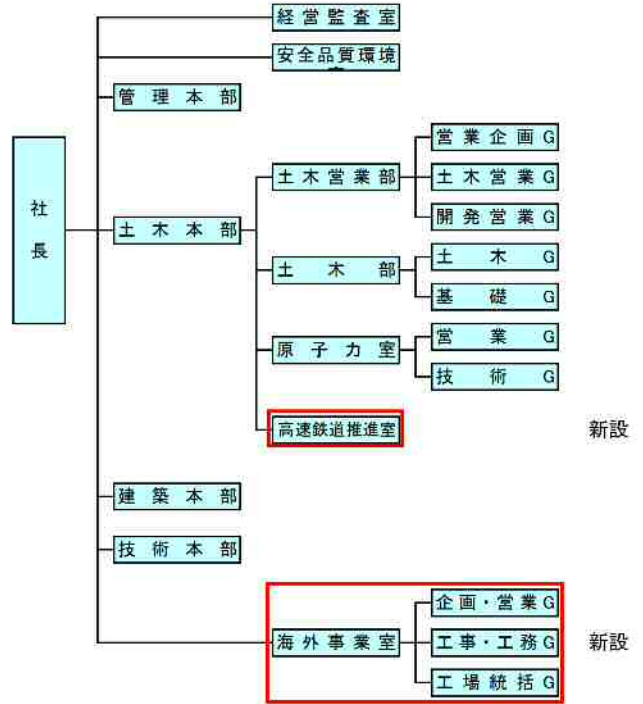 経営監査室
安全品質環境
管理本部
社長
土木本部
土木営業部
営業企画G
土木営業G
開発営業G
土木部
土木G
基礎G
原子力室
営業G
技術G
高速鉄道推進室
新設
建築本部
技術本部
海外事業室
企画・営業G
工事・工務G
工場統括G
新設